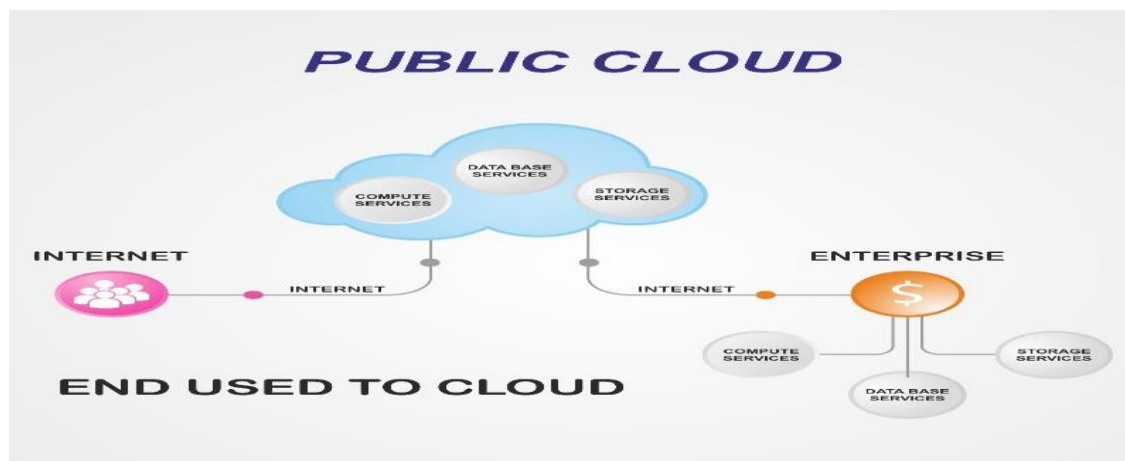 PUBLIC CLOUD
DATA BASE
SERVICES
COMPUTE
SERVICES
STORAGE
SERVICES
INTERNET
ENTERPRISE
INTERNET
INTERNET
$
COMPUTE
SERVICES
STORAGE
SERVICES
DATA BASE
SERVICES
END USED TO CLOUD